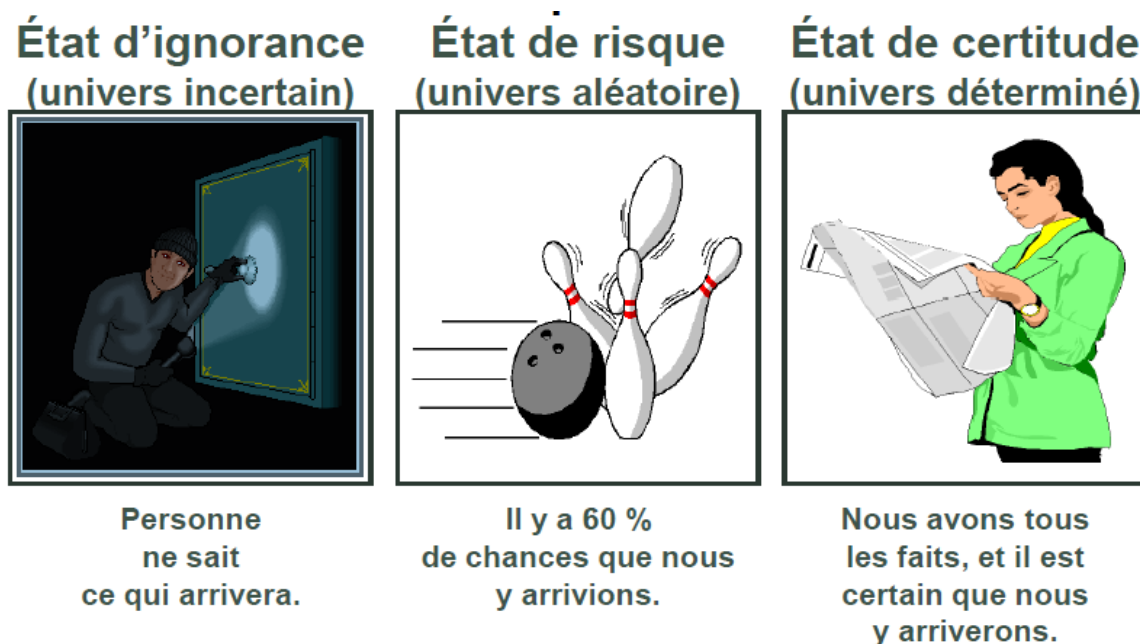 État d’ignorance
(univers incertain)
Personne
ne sait
ce qui arrivera.
État de risque
(univers aléatoire)
Il y a 60 %
de chances que nous
y arrivions.
État de certitude
(univers déterminé)
Nous avons tous
les faits, et il est
certain que nous
y arriverons.